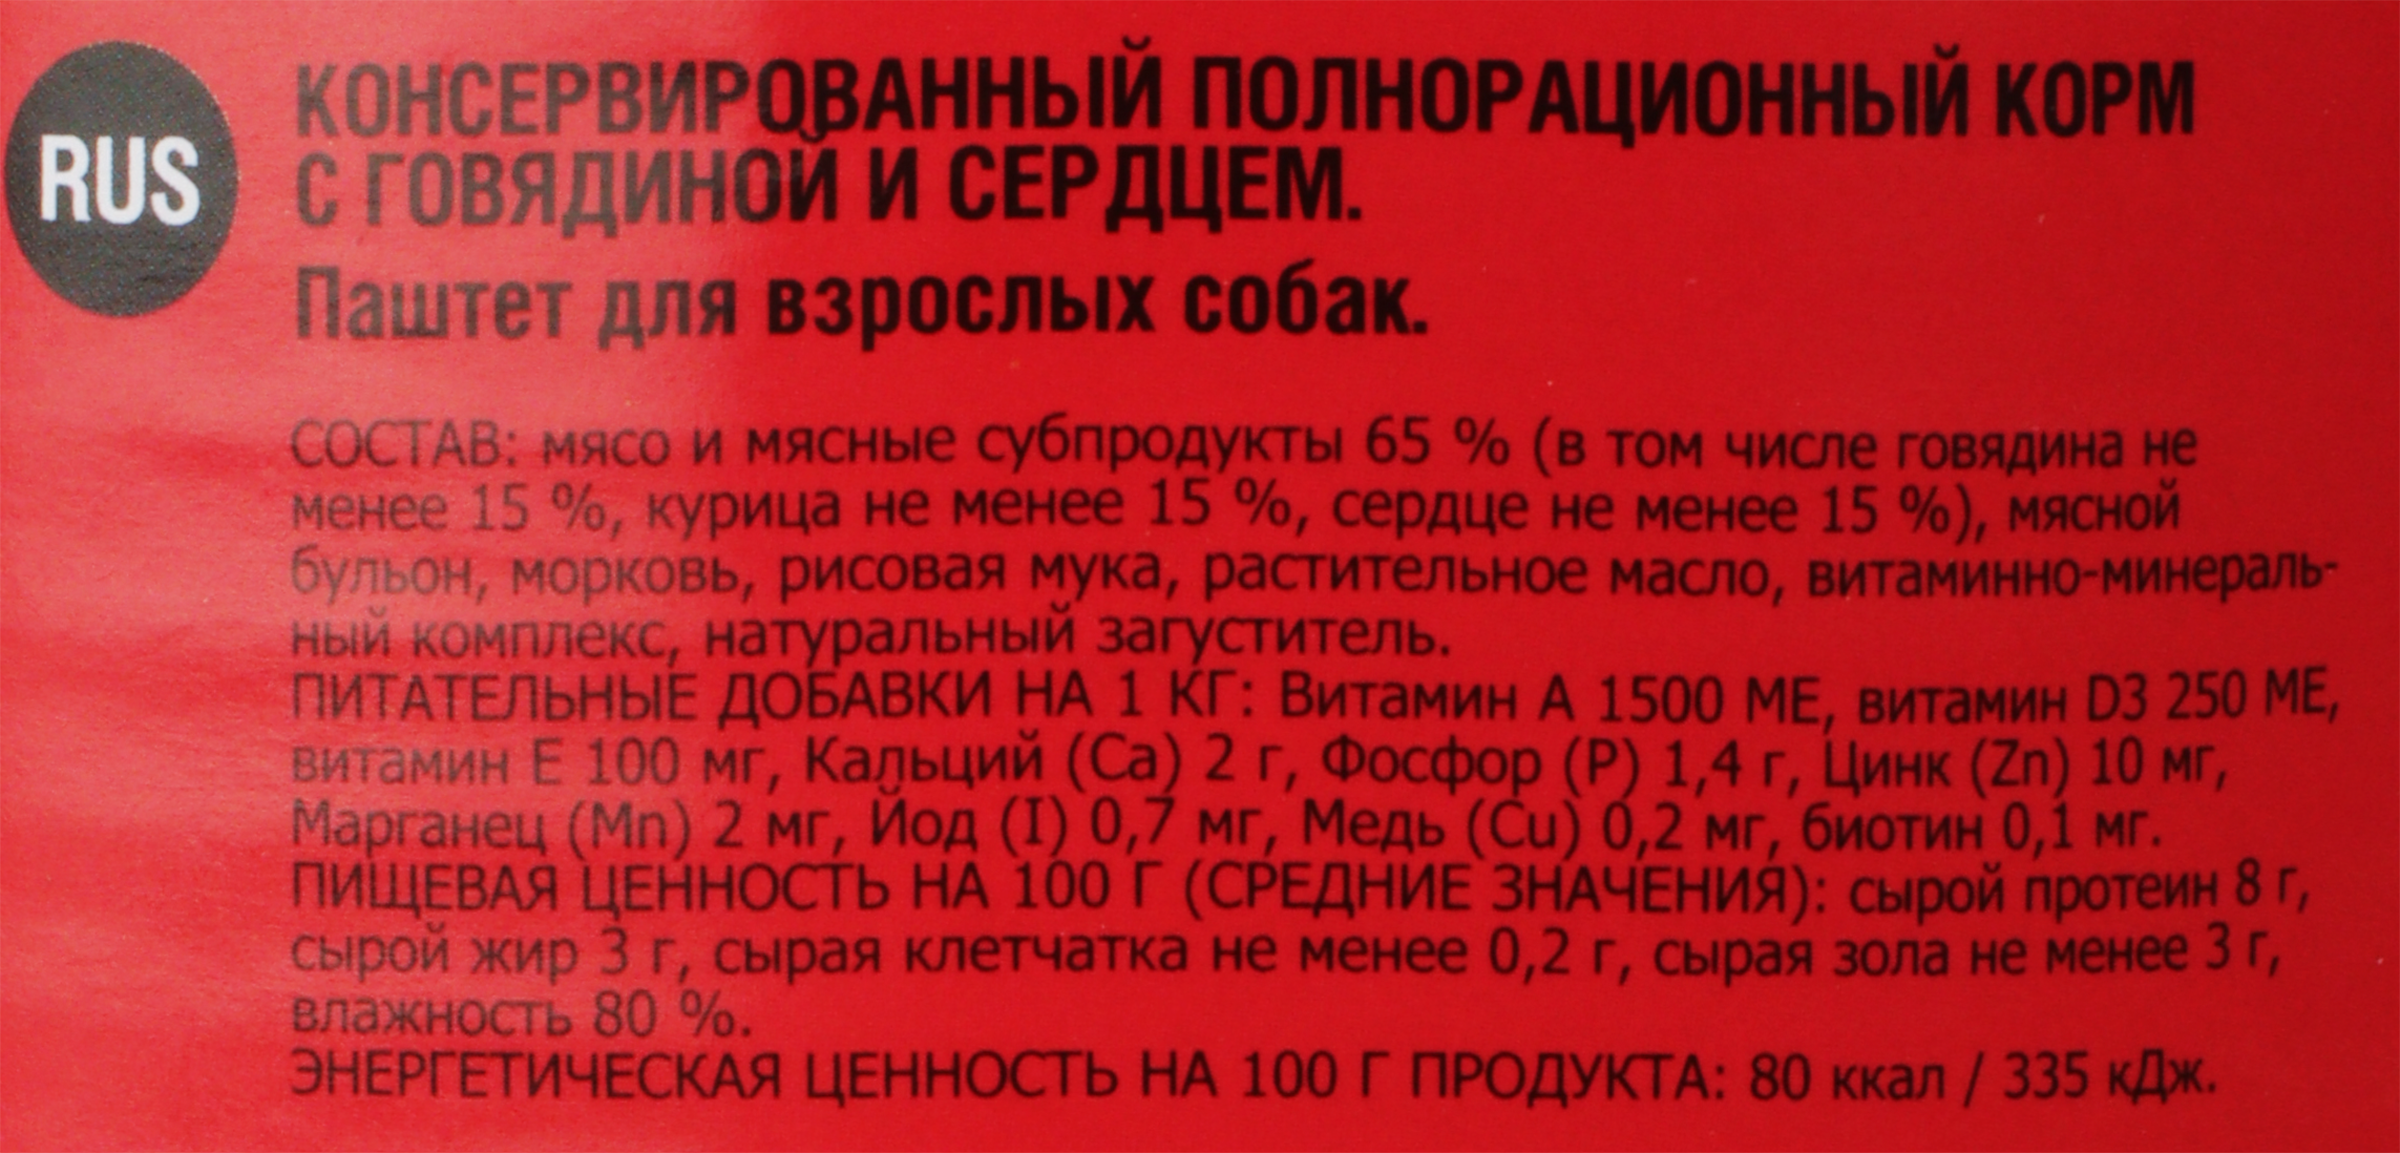 RUS
КОНСЕРВИРОВАННЫЙ ПОЛНОРАЦИОННЫЙ КОРМ
С ГОВЯДИНОЙ И СЕРДЦЕМ.
Паштет для взрослых собак.
СОСТАВ: мясо и мясные субпродукты 65 % (в том числе говядина не
менее 15 %, курица не менее 15 %, сердце не менее 15 %), мясной
бульон, морковь, рисовая мука, растительное масло, витаминно-минераль-
ный комплекс, натуральный загуститель.
ПИТАТЕЛЬНЫЕ ДОБАВКИ НА 1 КГ: Витамин А 1500 МЕ, витамин D3 250 МЕ,
витамин Е 100 мг, Кальций (Ca) 2 г, Фосфор (P) 1,4 г, Цинк (Zn) 10 мг,
Марганец (Mn) 2 мг, Йод (I) 0,7 мг, Медь (Cu) 0,2 мг, биотин 0,1 мг.
ПИЩЕВАЯ ЦЕННОСТЬ НА 100 Г (СРЕДНИЕ ЗНАЧЕНИЯ): сырой протеин 8 г,
сырой жир 3 г, сырая клетчатка не менее 0,2 г, сырая зола не менее 3 г,
влажность 80 %.
ЭНЕРГЕТИЧЕСКАЯ ЦЕННОСТЬ НА 100 Г ПРОДУКТА: 80 ккал / 335 кДж.